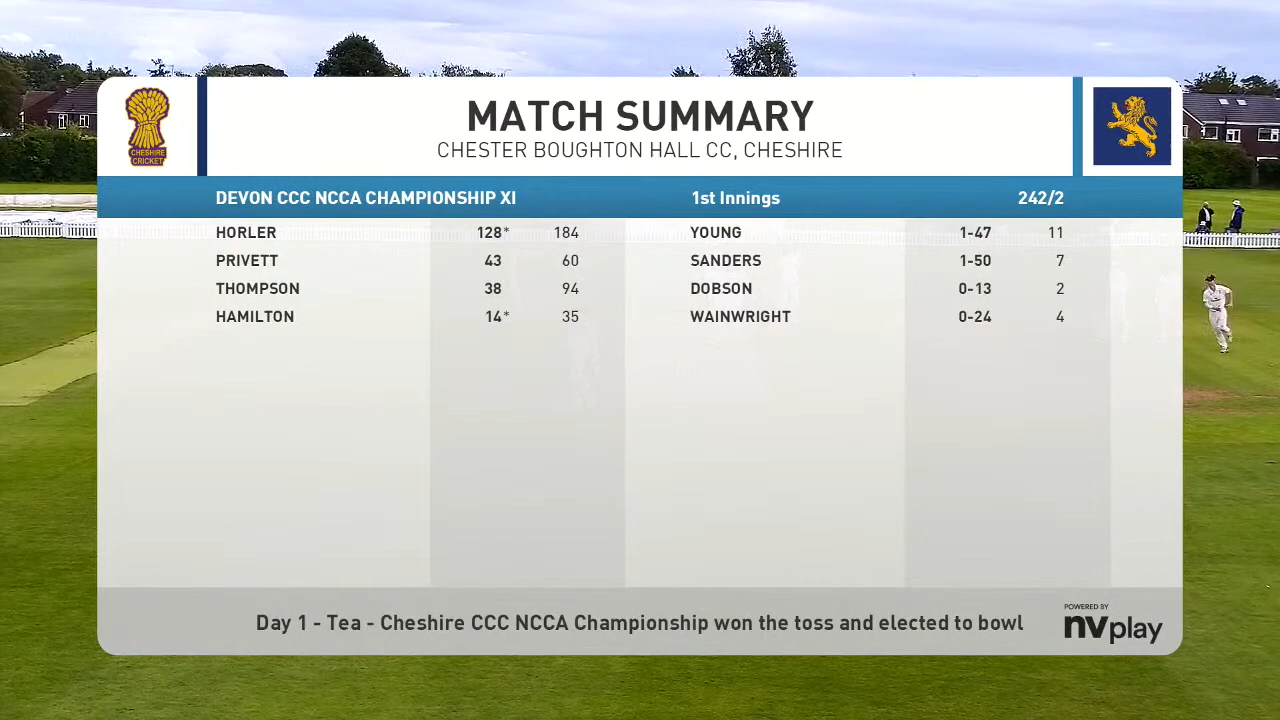 MATCH SUMMARY
CHESTER BOUGHTON HALL CC, CHESHIRE
CHESHIRE
CRICKET
DEVON CCC NCCA CHAMPIONSHIP XI 1st Innings 242/2
HORLER 128* 184 YOUNG 1-47 11
PRIVETT 43 60 SANDERS 1-50 7
THOMPSON 38 94 DOBSON 0-13 2
HAMILTON 14* 35 WAINWRIGHT 0-24 4
Day 1 - Tea - Cheshire CCC NCCA Championship won the toss and elected to bowl
POWERED BY
nvplay